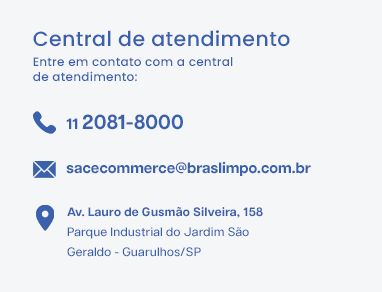 Central de atendimento
Entre em contato com a central
de atendimento:
11 2081-8000
sacecommerce@braslimpo.com.br
Av. Lauro de Gusmão Silveira, 158
Parque Industrial do Jardim São
Geraldo - Guarulhos/SP